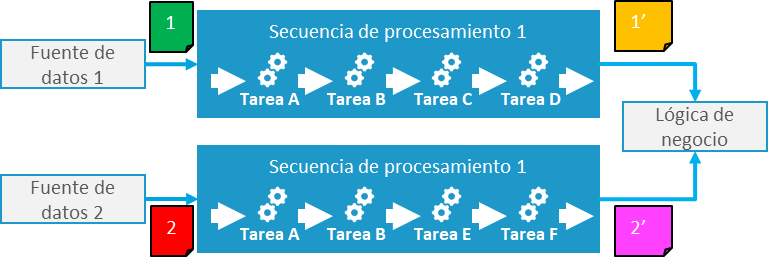 1
Secuencia de procesamiento 1
1’
Fuente de
datos 1
Tarea A Tarea B Tarea C Tarea D
Lógica de
negocio
Secuencia de procesamiento 1
Fuente de
datos 2
Tarea A Tarea B Tarea E Tarea F
2
2’